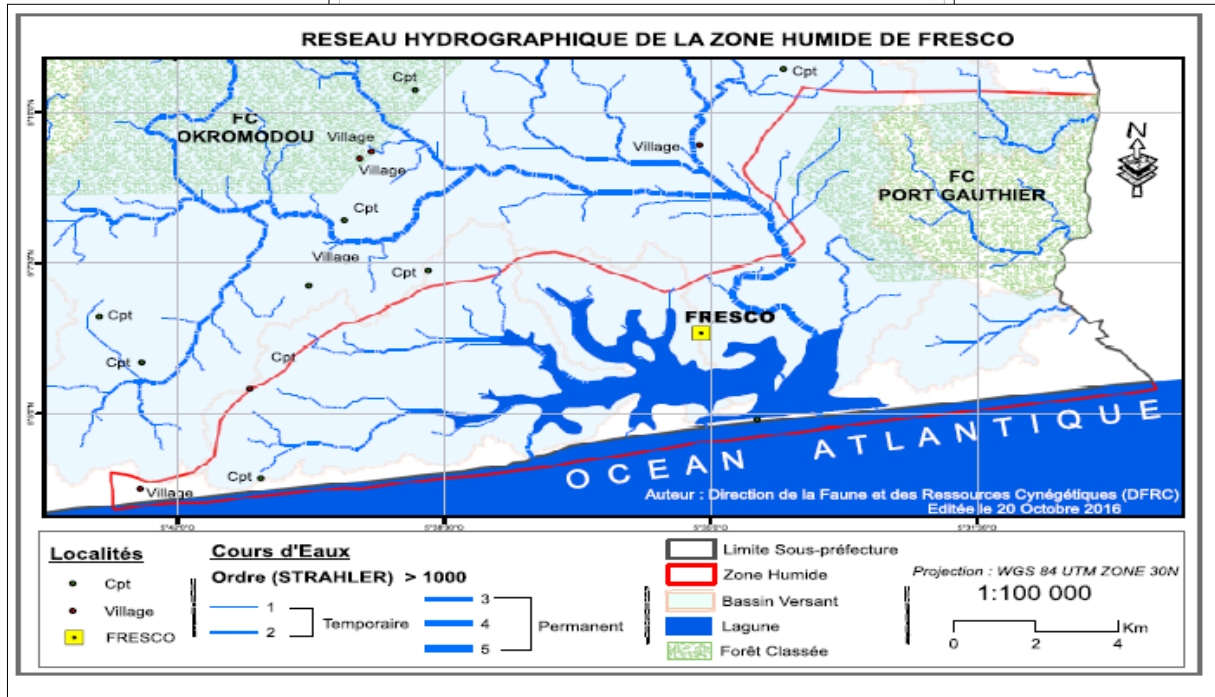 RESEAU HYDROGRAPHIQUE DE LA ZONE HUMIDE DE FRESCO
Cpt
Cpt
FC
OKROMODOU
Village
Village
Village
FC
PORT GAUTHIER
N
Cpt
Village
Cpt
FRESCO
Cpt
Cpt
Cpt
Cpt
Village
OCEAN ATLANTIQUE
Auteur : Direction de la Faune et des Ressources Cynégétiques (DFRC)
Editée le 20 Octobre 2016
Localités
Cpt
Village
FRESCO
Cours d'Eaux
Ordre (STRAHLER) > 1000
1
2
Temporaire
3
4
5
Permanent
Limite Sous-préfecture
Zone Humide
Bassin Versant
Lagune
Forêt Classée
Projection : WGS 84 UTM ZONE 30N
1:100 000
Km
0 2 4